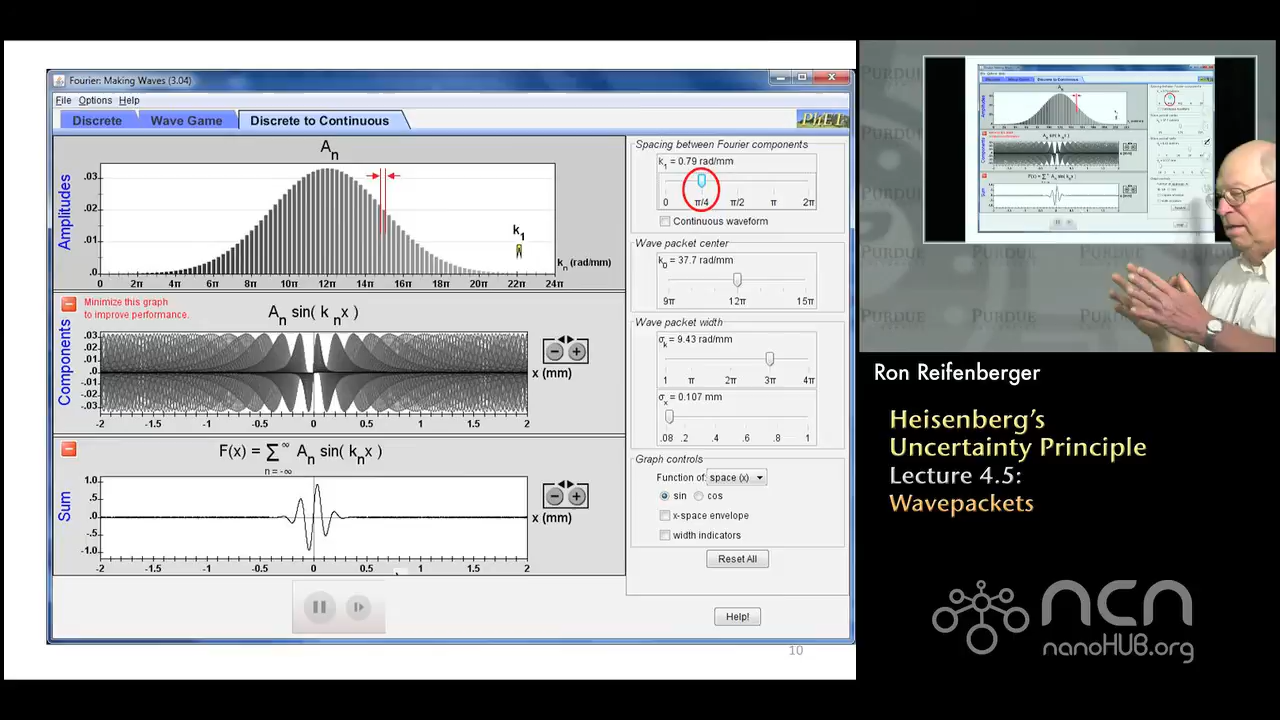 Fourier: Making Waves (3.04)
File Options Help
Discrete Wave Game Discrete to Continuous PhET
Aₙ
Amplitudes
.03
.02
.01
.0
k₁
kₙ (rad/mm)
0 2π 4π 6π 8π 10π 12π 14π 16π 18π 20π 22π 24π
Minimize this graph
to improve performance.
Aₙ sin( kₙx )
Components
.03
.02
.01
0
-.01
-.02
-.03
x (mm)
-2 -1.5 -1 -0.5 0 0.5 1 1.5 2
F(x) = ∑ ∞ Aₙ sin( kₙx )
n = -∞
Sum
1.0
.5
0
-.5
-1.0
x (mm)
-2 -1.5 -1 -0.5 0 0.5 1 1.5 2
Spacing between Fourier components
k₁ = 0.79 rad/mm
0 π/4 π/2 π 2π
Continuous waveform
Wave packet center
k₀ = 37.7 rad/mm
9π 12π 15π
Wave packet width
σₖ = 9.43 rad/mm
1 π 2π 3π 4π
σₓ = 0.107 mm
.08 .2 .4 .6 .8 1
Graph controls
Function of: space (x)
sin cos
x-space envelope
width indicators
Reset All
Help!
10
PURDUE
PURDUE
PURDUE
Ron Reifenberger
Heisenberg's
Uncertainty Principle
Lecture 4.5:
Wavepackets
ncn
nanoHUB.org